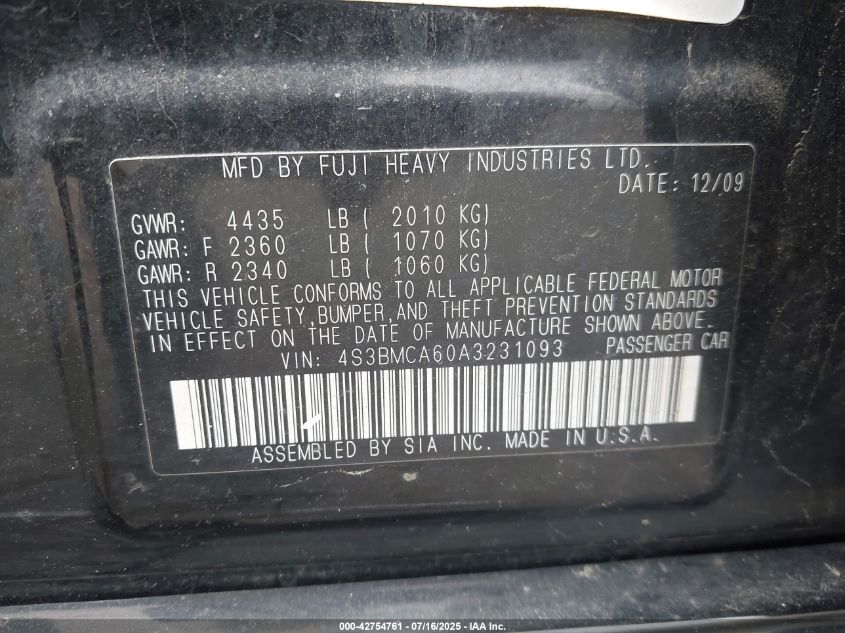 MFD BY FUJI HEAVY INDUSTRIES LTD.
DATE: 12/09
GVWR: 4435 LB ( 2010 KG)
GAWR: F 2360 LB ( 1070 KG)
GAWR: R 2340 LB ( 1060 KG)
THIS VEHICLE CONFORMS TO ALL APPLICABLE FEDERAL MOTOR
VEHICLE SAFETY,BUMPER,AND THEFT PREVENTION STANDARDS
IN EFFECT ON THE DATE OF MANUFACTURE SHOWN ABOVE.
VIN: 4S3BMCA60A3231093 PASSENGER CAR
ASSEMBLED BY SIA INC. MADE IN U.S.A.
000-42754761 - 07/16/2025 - IAA Inc.